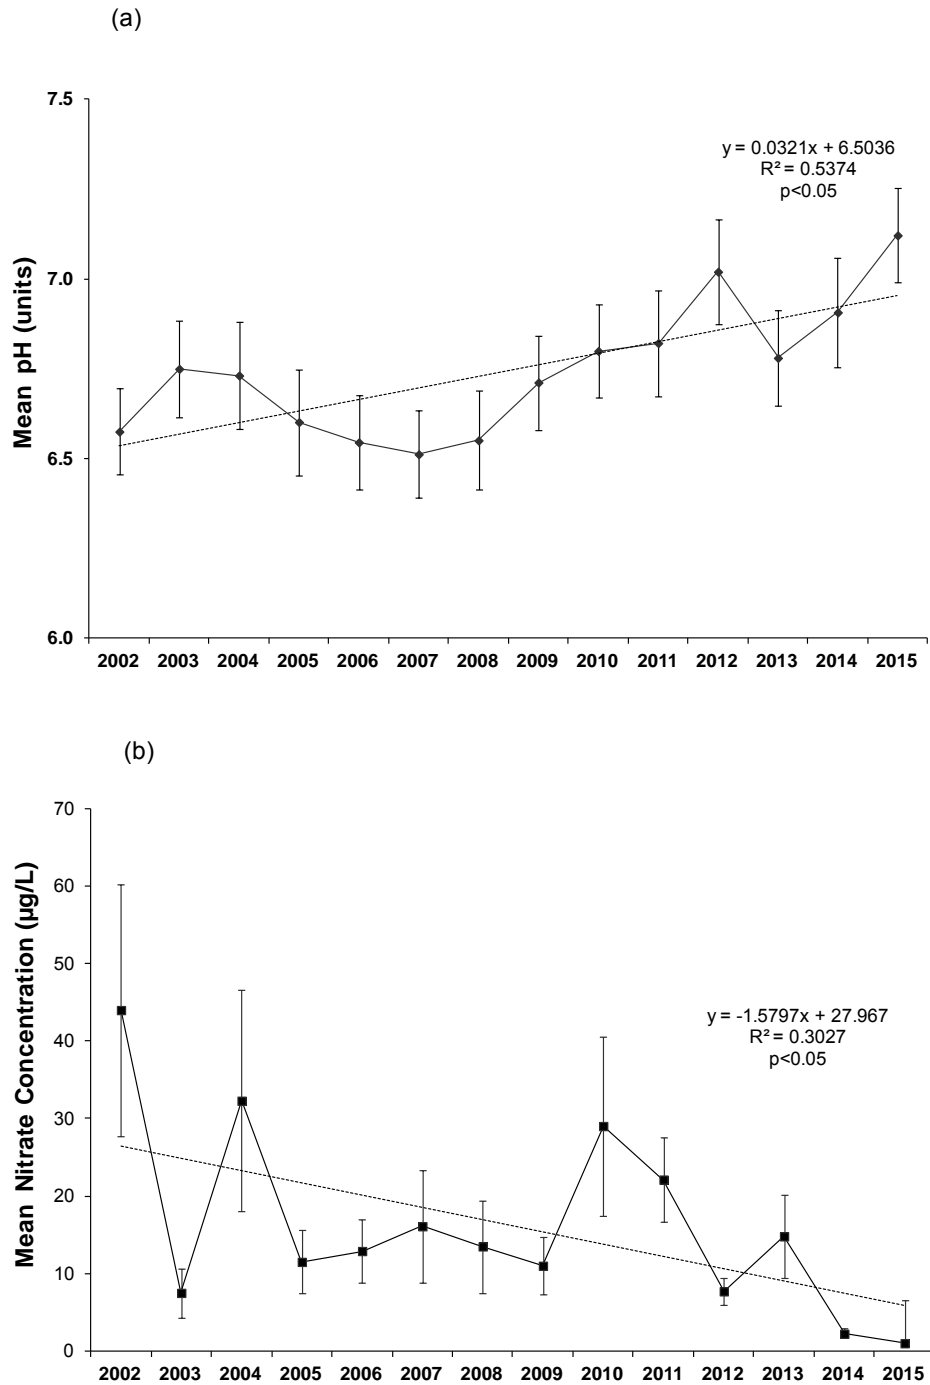 (a)
7.5
7.0
6.5
6.0
Mean pH (units)
y = 0.0321x + 6.5036
R² = 0.5374
p<0.05
2002 2003 2004 2005 2006 2007 2008 2009 2010 2011 2012 2013 2014 2015
(b)
70
60
50
40
30
20
10
0
Mean Nitrate Concentration (µg/L)
y = -1.5797x + 27.967
R² = 0.3027
p<0.05
2002 2003 2004 2005 2006 2007 2008 2009 2010 2011 2012 2013 2014 2015